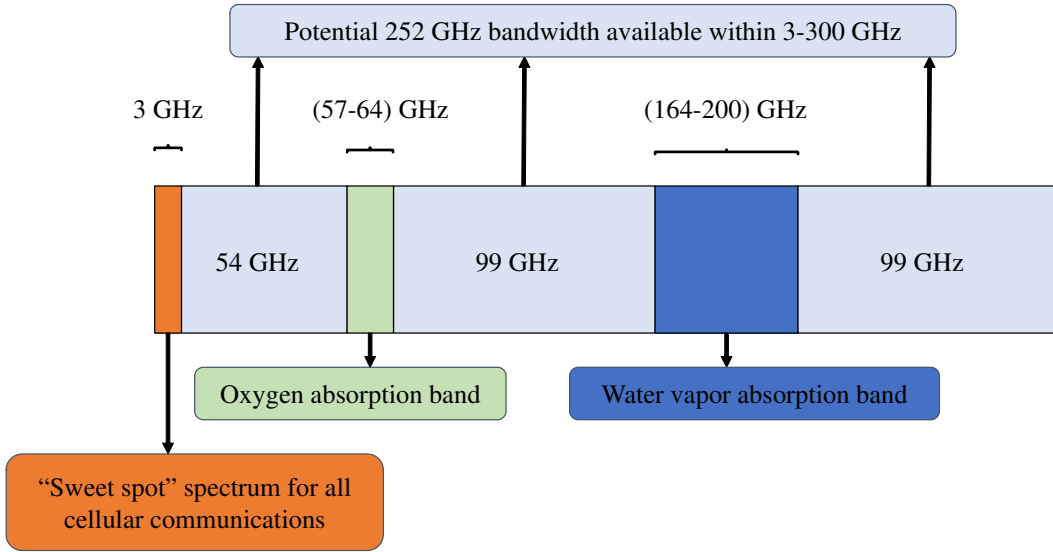 Potential 252 GHz bandwidth available within 3-300 GHz
3 GHz
(57-64) GHz
(164-200) GHz
54 GHz
99 GHz
99 GHz
Oxygen absorption band
Water vapor absorption band
“Sweet spot” spectrum for all
cellular communications